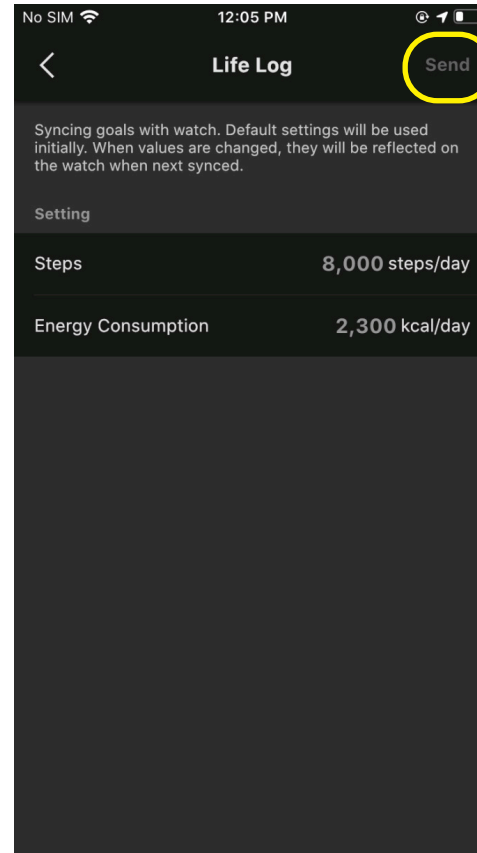 No SIM 12:05 PM
Life Log Send
Syncing goals with watch. Default settings will be used
initially. When values are changed, they will be reflected on
the watch when next synced.
Setting
Steps 8,000 steps/day
Energy Consumption 2,300 kcal/day